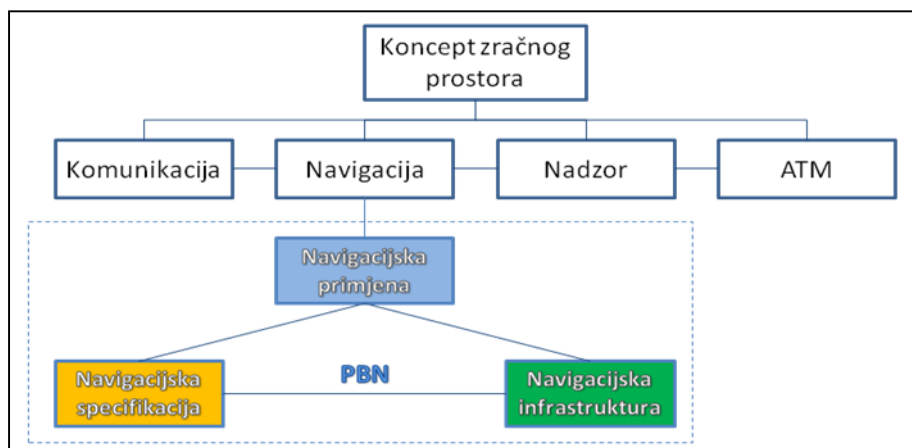 Koncept zračnog
prostora
Komunikacija
Navigacija
Nadzor
ATM
Navigacijska
primjena
Navigacijska
specifikacija
PBN
Navigacijska
infrastruktura